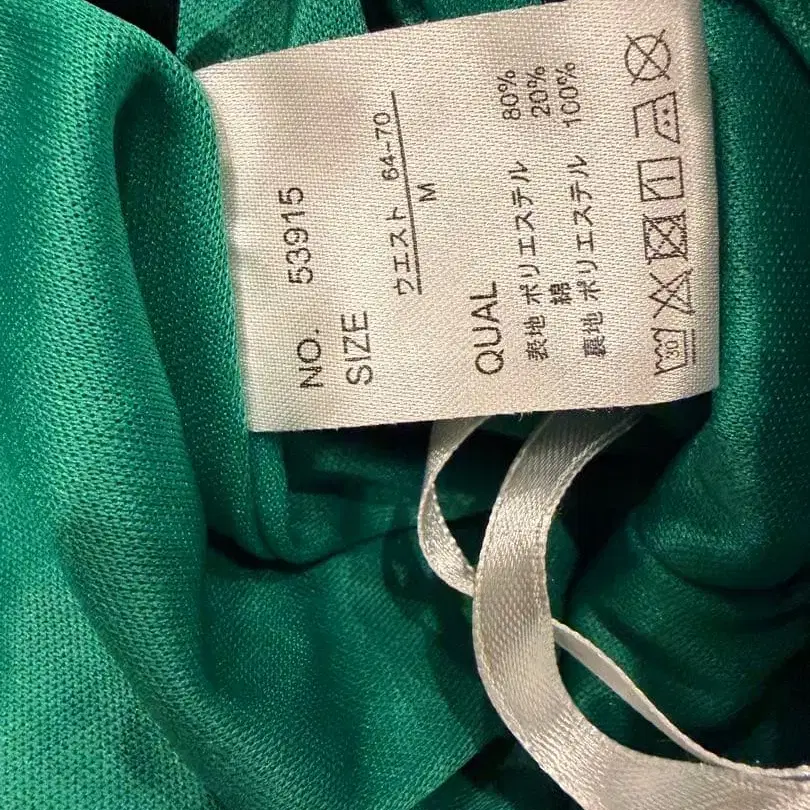 NO. 53915
SIZE
ウエスト 64-70
M
QUAL
表地 ポリエステル 80%
綿 20%
裏地 ポリエステル 100%
30